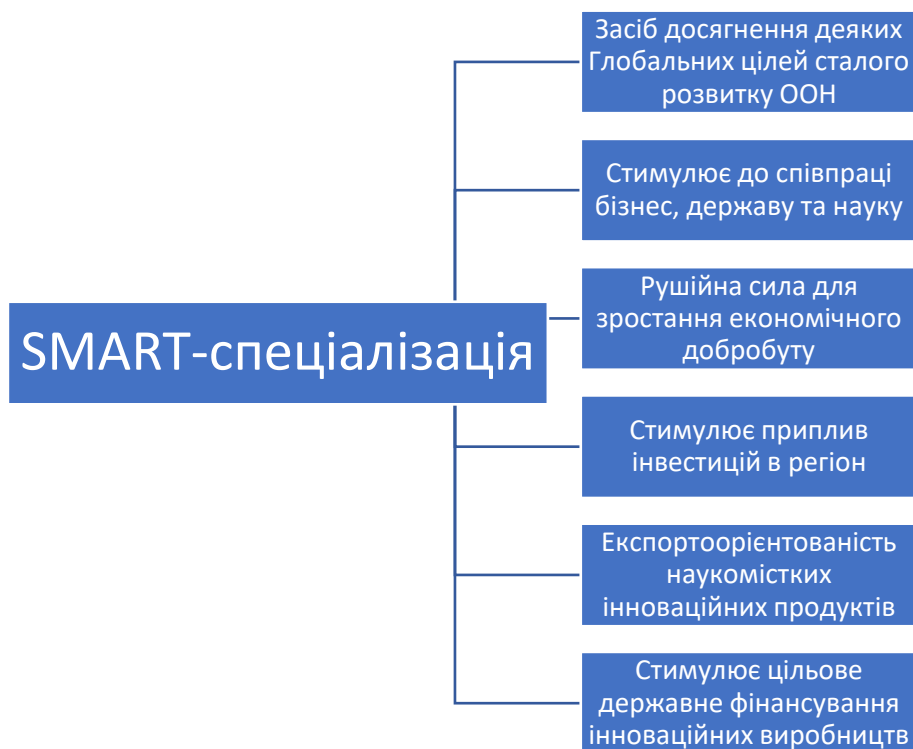 SMART-спеціалізація
Засіб досягнення деяких
Глобальних цілей сталого
розвитку ООН
Стимулює до співпраці
бізнес, державу та науку
Рушійна сила для
зростання економічного
добробуту
Стимулює приплив
інвестицій в регіон
Експортоорієнтованість
наукомістких
інноваційних продуктів
Стимулює цільове
державне фінансування
інноваційних виробництв